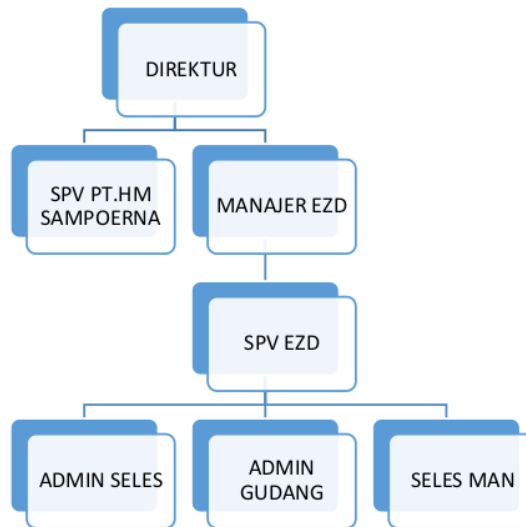 DIREKTUR
SPV PT.HM
SAMPOERNA
MANAJER EZD
SPV EZD
ADMIN SELES
ADMIN
GUDANG
SELES MAN